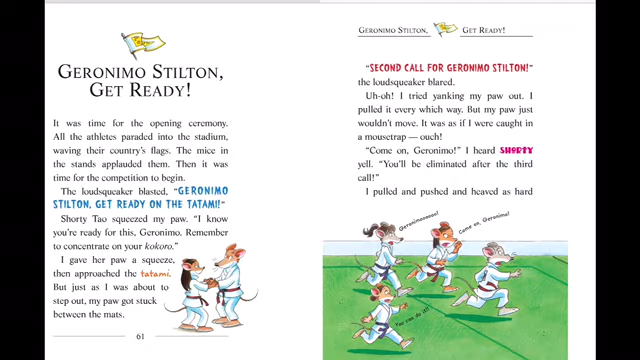 GERONIMO STILTON,
GET READY!
It was time for the opening ceremony.
All the athletes paraded into the stadium,
waving their country's flags. The mice in
the stands applauded them. Then it was
time for the competition to begin.
The loudspeaker blasted, "GERONIMO
STILTON, GET READY ON THE TATAMI!"
Shorty Tao squeezed my paw. "I know
you're ready for this, Geronimo. Remember
to concentrate on your kokoro."
I gave her paw a squeeze,
then approached the tatami.
But just as I was about to
step out, my paw got stuck
between the mats.
61
GERONIMO STILTON, GET READY!
"SECOND CALL FOR GERONIMO STILTON!"
the loudsqueaker blared.
Uh-oh! I tried yanking my paw out. I
pulled it every which way. But my paw just
wouldn't move. It was as if I were caught in
a mousetrap — ouch!
"Come on, Geronimo!" I heard SHORTY
yell. "You'll be eliminated after the third
call!"
I pulled and pushed and heaved as hard
Geronimooooo!
Come on, Geronimo!
You can do it!